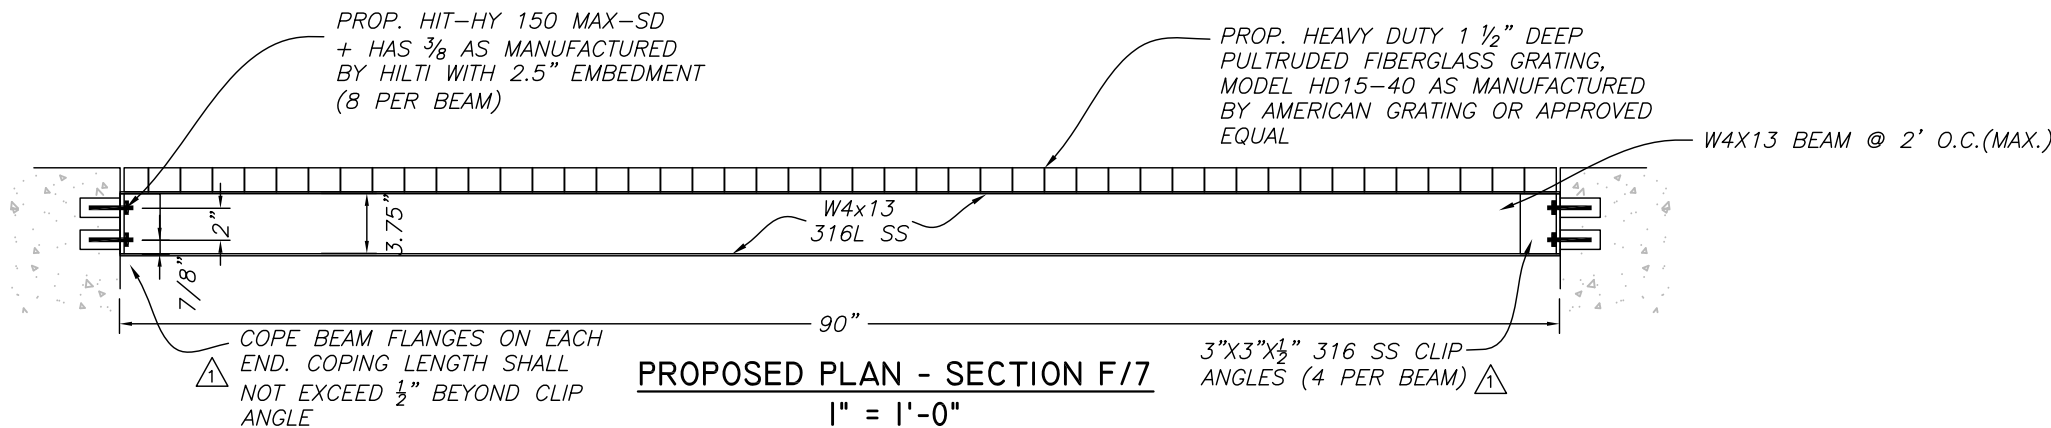 PROP. HIT-HY 150 MAX-SD
+ HAS 3/8 AS MANUFACTURED
BY HILTI WITH 2.5" EMBEDMENT
(8 PER BEAM)
PROP. HEAVY DUTY 1 1/2" DEEP
PULTRUDED FIBERGLASS GRATING,
MODEL HD15-40 AS MANUFACTURED
BY AMERICAN GRATING OR APPROVED
EQUAL
W4X13 BEAM @ 2' O.C.(MAX.)
2"
3.75"
W4x13
316L SS
7/8"
90"
COPE BEAM FLANGES ON EACH
END. COPING LENGTH SHALL
NOT EXCEED 1/2" BEYOND CLIP
ANGLE
1
PROPOSED PLAN - SECTION F/7
1" = 1'-0"
3"X3"X1/2" 316 SS CLIP
ANGLES (4 PER BEAM) 1